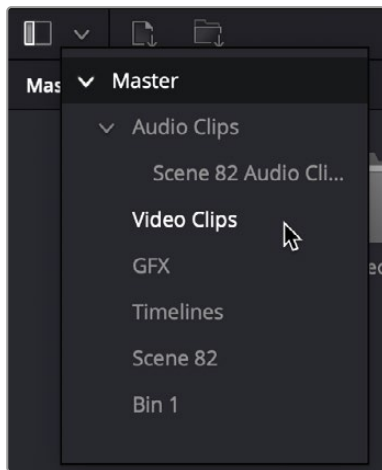 Mas
Master
Audio Clips
Scene 82 Audio Cli...
Video Clips
GFX
Timelines
Scene 82
Bin 1